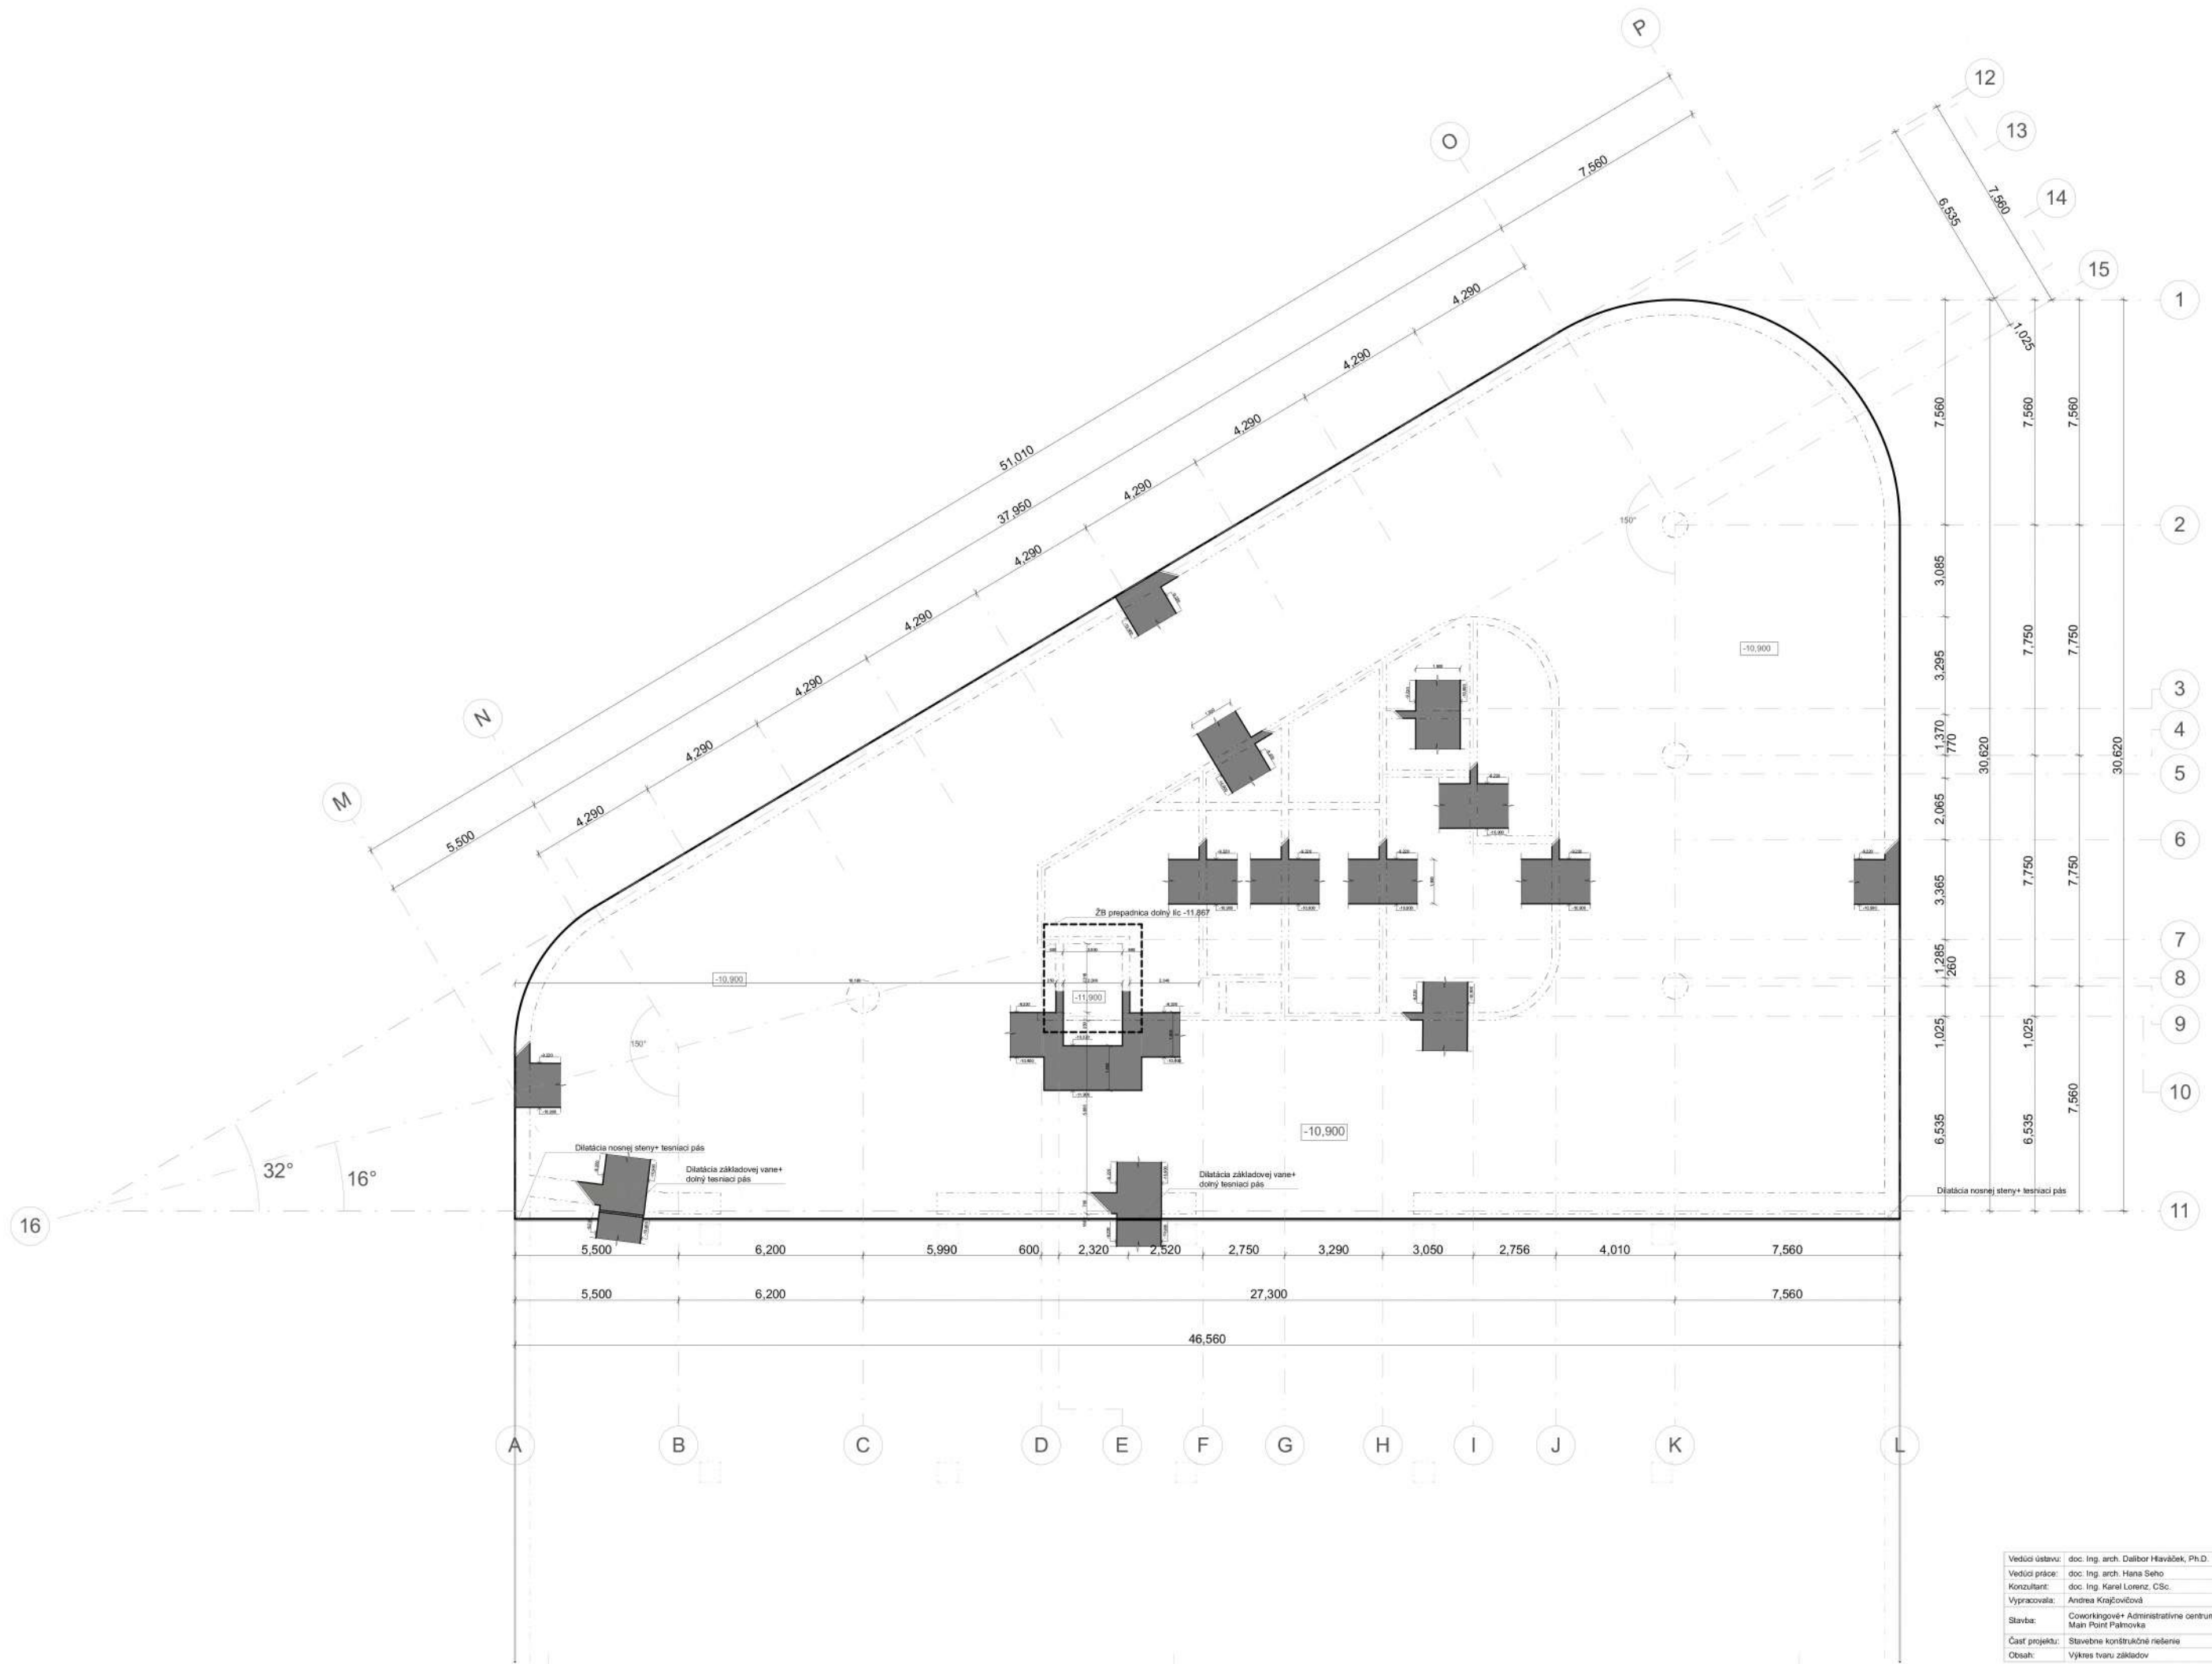 P
12
O
13
7,560
14
6,535
7,560
15
1
1,025
4,290
4,290
4,290
4,290
4,290
4,290
4,290
4,290
4,290
51,010
37,950
5,500
N
M
150°
2
7,560
7,560
7,560
3,085
-10,900
3,295
7,750
7,750
3
1,370
770
4
30,620
30,620
5
2,065
6
3,365
7,750
7,750
ŽB prepadnica dolný líc -11,867
7
-10,900
1,285
260
8
-11,900
9
150°
1,025
1,025
10
7,560
-10,900
6,535
6,535
Dilatácia nosnej steny+ tesniaci pás
Dilatácia základovej vane+
dolný tesniaci pás
Dilatácia základovej vane+
dolný tesniaci pás
Dilatácia nosnej steny+ tesniaci pás
32°
16°
16
11
5,500
6,200
5,990
600
2,320
2,520
2,750
3,290
3,050
2,756
4,010
7,560
5,500
6,200
27,300
7,560
46,560
A
B
C
D
E
F
G
H
I
J
K
L
Vedúci ústavu: doc. Ing. arch. Dalibor Hlaváček, Ph.D.
Vedúci práce: doc. Ing. arch. Hana Seho
Konzultant: doc. Ing. Karel Lorenz, CSc.
Vypracovala: Andrea Krajčovičová
Stavba: Coworkingové+ Administratívne centrum
Main Point Palmovka
Časť projektu: Stavebne konštrukčné riešenie
Obsah: Výkres tvaru základov